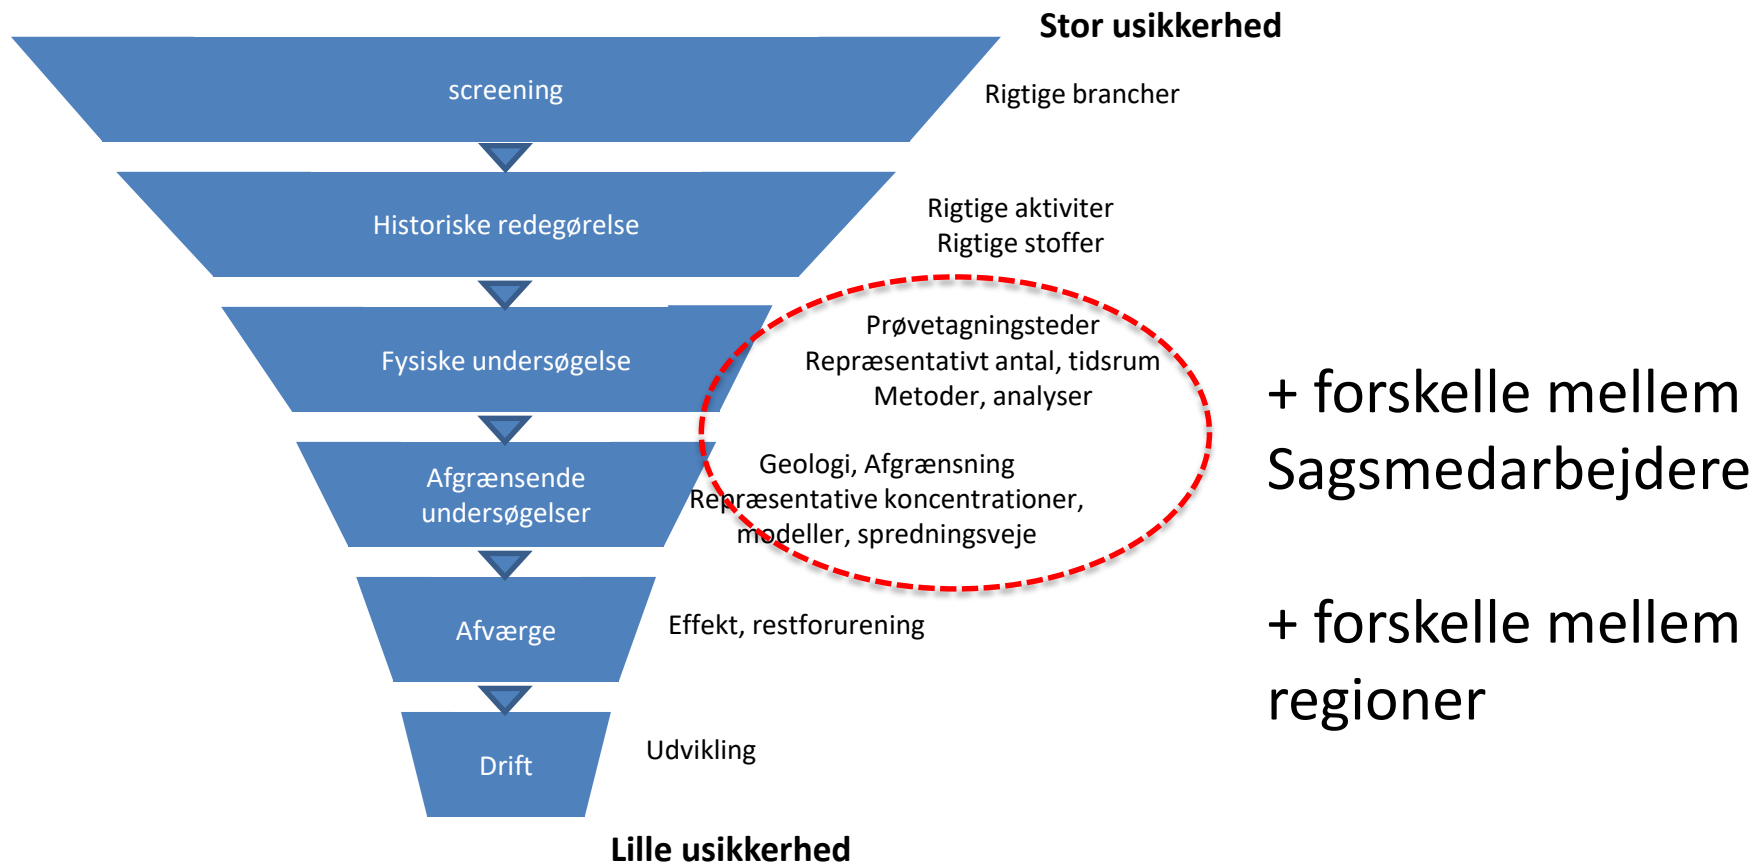 Stor usikkerhed
screening
Rigtige brancher
Historiske redegørelse
Rigtige aktiviter
Rigtige stoffer
Fysiske undersøgelse
Prøvetagningsteder
Repræsentativt antal, tidsrum
Metoder, analyser
+ forskelle mellem
Sagsmedarbejdere
Afgrænsende
undersøgelser
Geologi, Afgrænsning
Repræsentative koncentrationer,
modeller, spredningsveje
Afværge
Effekt, restforurening
+ forskelle mellem
regioner
Drift
Udvikling
Lille usikkerhed